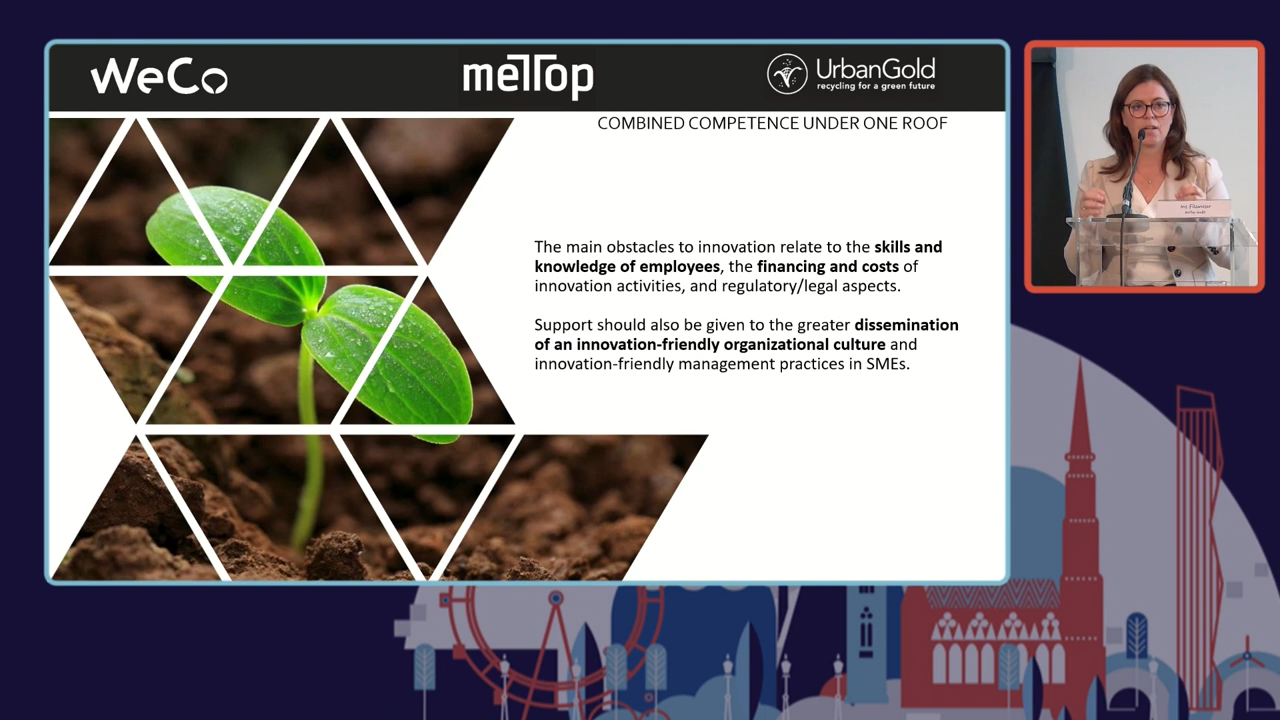 WeCo
meTTop
UrbanGold
recycling for a green future
COMBINED COMPETENCE UNDER ONE ROOF
The main obstacles to innovation relate to the skills and
knowledge of employees, the financing and costs of
innovation activities, and regulatory/legal aspects.
Support should also be given to the greater dissemination
of an innovation-friendly organizational culture and
innovation-friendly management practices in SMEs.